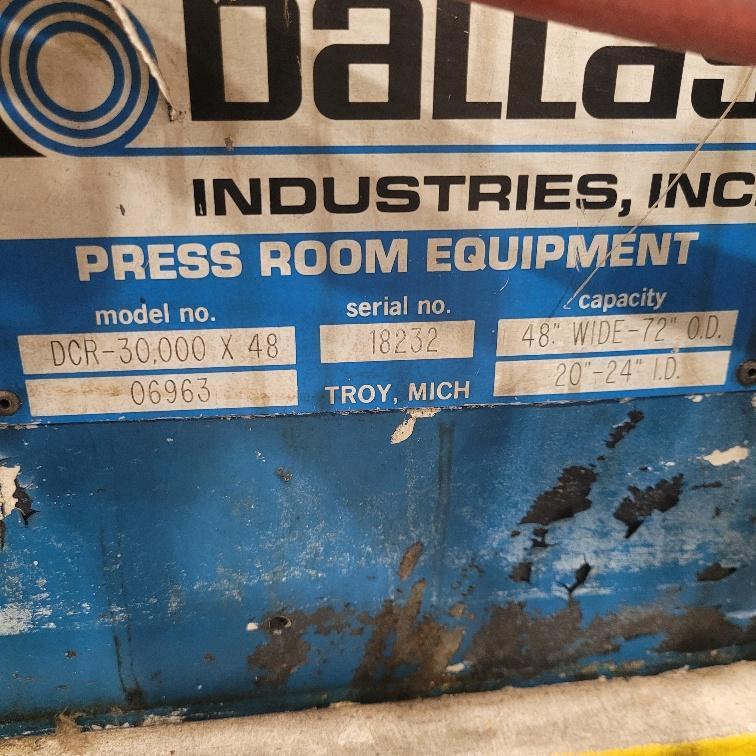 Dallas
INDUSTRIES, INC.
PRESS ROOM EQUIPMENT
model no. serial no. capacity
DCR-30,000 X 48 18232 48" WIDE-72" O.D.
06963 TROY, MICH 20"-24" I.D.